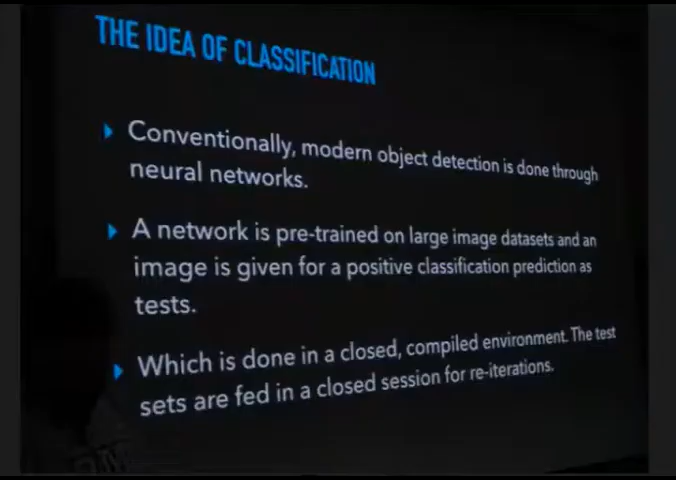 THE IDEA OF CLASSIFICATION
Conventionally, modern object detection is done through
neural networks.
A network is pre-trained on large image datasets and an
image is given for a positive classification prediction as
tests.
Which is done in a closed, compiled environment. The test
sets are fed in a closed session for re-iterations.